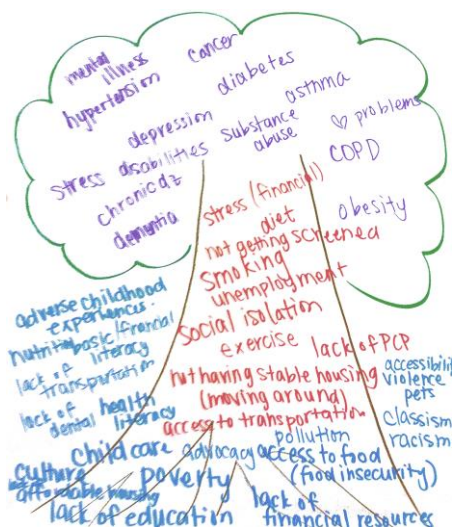 mental
illness
cancer
hypertension
diabetes
asthma
depression
substance
abuse
♡ problems
COPD
stress
disabilities
chronic dz
dementia
obesity
stress (financial)
diet
not getting screened
smoking
unemployment
social isolation
exercise
lack of PCP
not having stable housing
(moving around)
access to transportation
adverse childhood
experiences
nutrition
basic/financial
literacy
lack of
transportation
lack of
dental
health
literacy
accessibility
violence
pets
classism
racism
pollution
child care
advocacy
access to food
(food insecurity)
culture
poverty
affordable housing
lack of education
lack of
financial resources